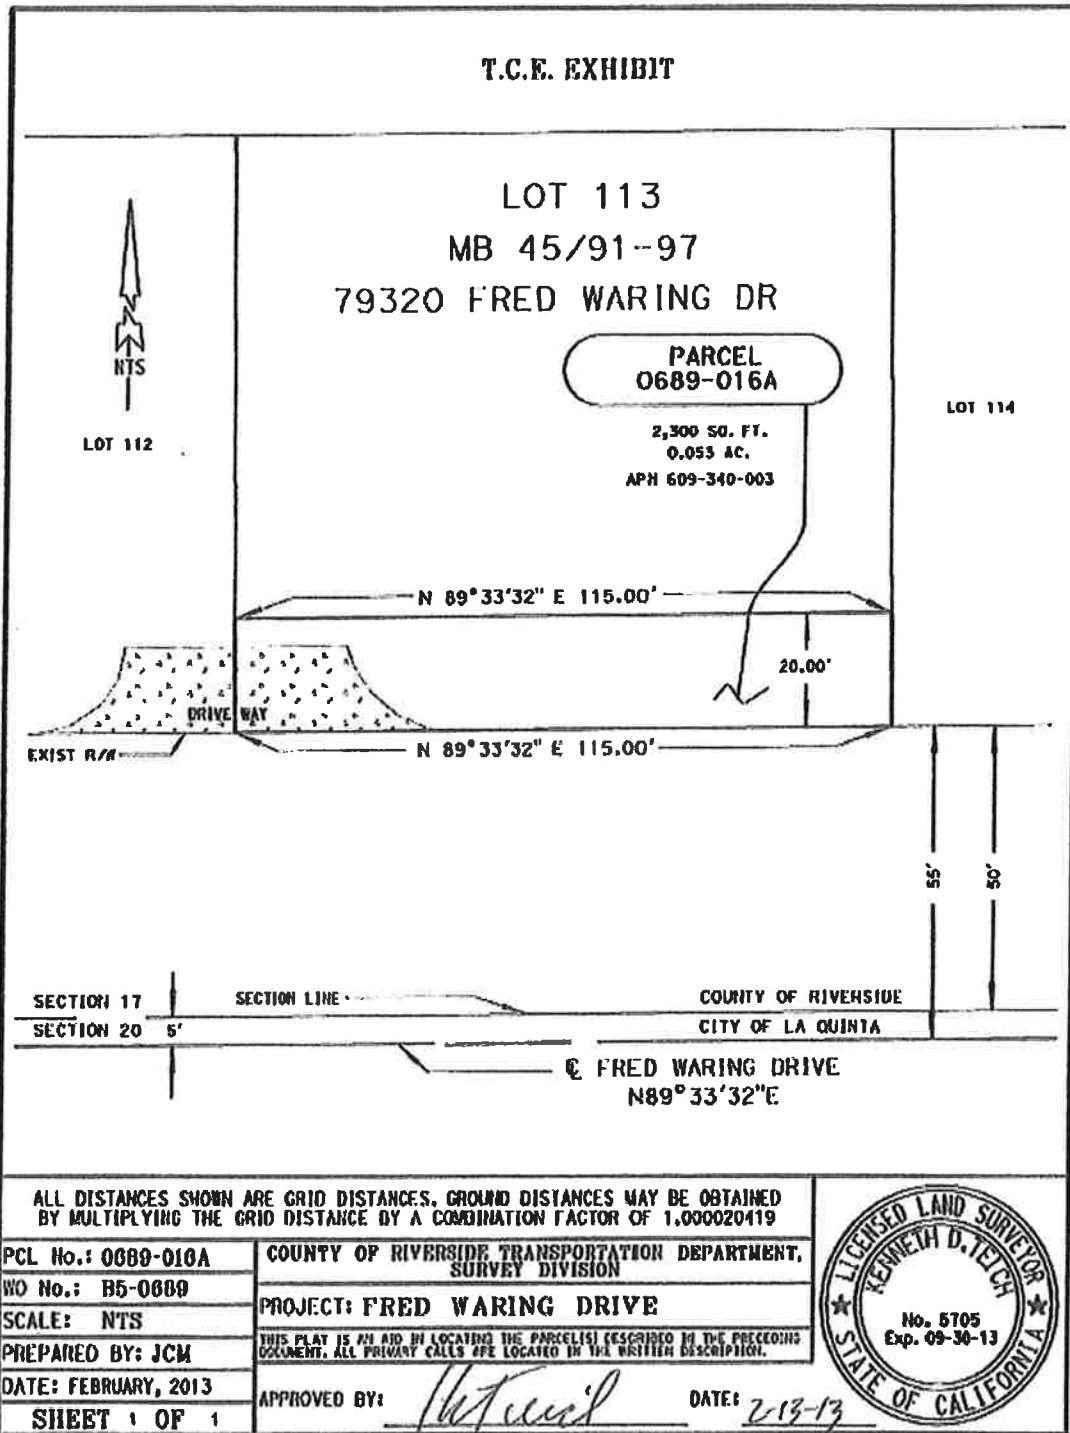 T.C.E. EXHIBIT
LOT 113
MB 45/91-97
79320 FRED WARING DR
PARCEL
0689-016A
2,300 SQ. FT.
0.053 AC.
APN 609-340-003
N
NTS
LOT 112
LOT 114
N 89°33'32" E 115.00'
20.00'
DRIVE WAY
EXIST R/W
N 89°33'32" E 115.00'
55'
50'
SECTION 17
SECTION LINE
COUNTY OF RIVERSIDE
SECTION 20
5'
CITY OF LA QUINTA
℄ FRED WARING DRIVE
N89°33'32"E
ALL DISTANCES SHOWN ARE GRID DISTANCES. GROUND DISTANCES MAY BE OBTAINED
BY MULTIPLYING THE GRID DISTANCE BY A COMBINATION FACTOR OF 1.000020419
PCL No.: 0689-016A
WO No.: B5-0689
SCALE: NTS
PREPARED BY: JCM
DATE: FEBRUARY, 2013
SHEET 1 OF 1
COUNTY OF RIVERSIDE TRANSPORTATION DEPARTMENT,
SURVEY DIVISION
PROJECT: FRED WARING DRIVE
THIS PLAT IS AN AID IN LOCATING THE PARCEL(S) DESCRIBED IN THE PRECEDING
DOCUMENT. ALL PRIMARY CALLS ARE LOCATED IN THE WRITTEN DESCRIPTION.
APPROVED BY:
DATE: 2-13-13
LICENSED LAND SURVEYOR
KENNETH D. TEICH
No. 5705
Exp. 09-30-13
STATE OF CALIFORNIA